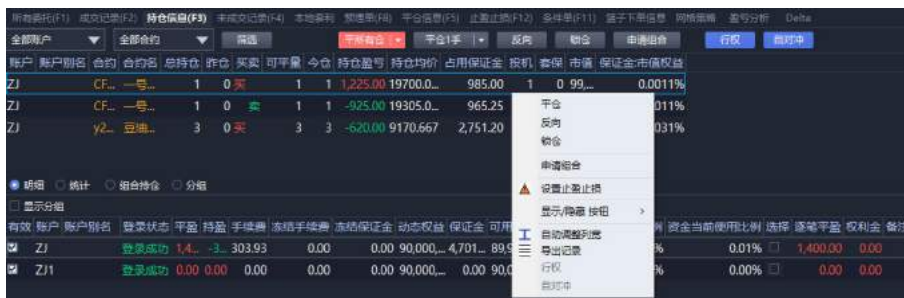 所有委托(F1) 成交记录(F2) 持仓信息(F3) 未成交记录(F4) 本地套利 预埋单(F8) 平仓信息(F5) 止盈止损(F12) 条件单(F11) 篮子下单信息 网格策略 盈亏分析 Delta
全部账户 全部合约 筛选 平所有仓 平仓1手 反向 锁仓 申请组合 行权 自对冲
账户 账户别名 合约 合约名 总持仓 昨仓 买卖 可平量 今仓 持仓盈亏 持仓均价 占用保证金 投机 套保 市值 保证金:市值权益
ZJ CF... 一号... 1 0 买 1 1 1,225.00 19700.0... 985.00 1 0 99,... 0.0011%
ZJ CF... 一号... 1 0 卖 1 1 -925.00 19305.0... 965.25 011%
ZJ y2... 豆油... 3 0 买 3 3 -620.00 9170.667 2,751.20 031%
平仓
反向
锁仓
申请组合
设置止盈止损
显示/隐藏 按钮
自动调整列宽
导出记录
行权
自对冲
明细 统计 组合持仓 分组
显示分组
有效 账户 账户别名 登录状态 平盈 持盈 手续费 冻结手续费 冻结保证金 动态权益 保证金 可用 资金当前使用比例 选择 逐笔平盈 权利金 备注
ZJ 登录成功 1,4... -3... 303.93 0.00 0.00 90,000,... 4,701... 89,9 % 0.01% 1,400.00 0.00
ZJ1 登录成功 0.00 0.00 0.00 0.00 0.00 90,000,... 0.00 90,0 % 0.00% 0.00 0.00